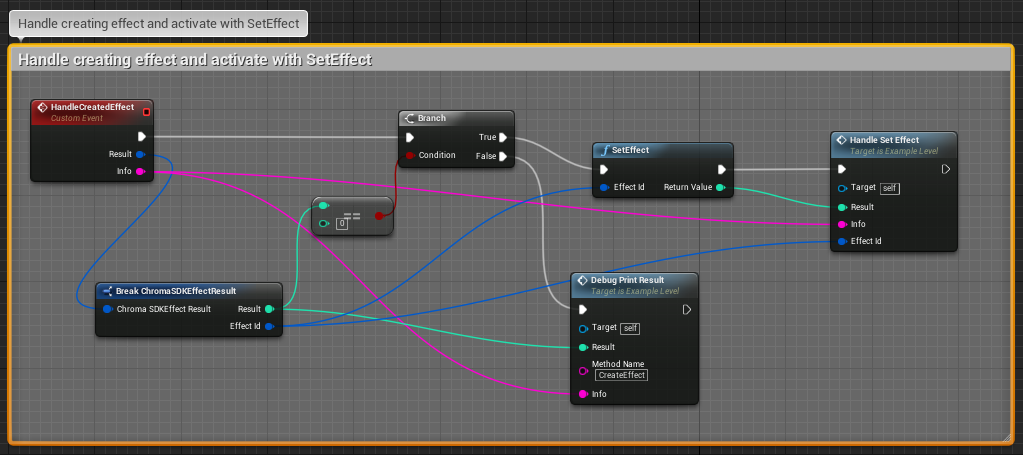 Handle creating effect and activate with SetEffect
Handle creating effect and activate with SetEffect
HandleCreatedEffect
Custom Event
Result
Info
Branch
True
Condition
False
==
0
SetEffect
Effect Id
Return Value
Handle Set Effect
Target is Example Level
Target
self
Result
Info
Effect Id
Break ChromaSDKEffectResult
Chroma SDKEffect Result
Result
Effect Id
Debug Print Result
Target is Example Level
Target
self
Result
Method Name
CreateEffect
Info